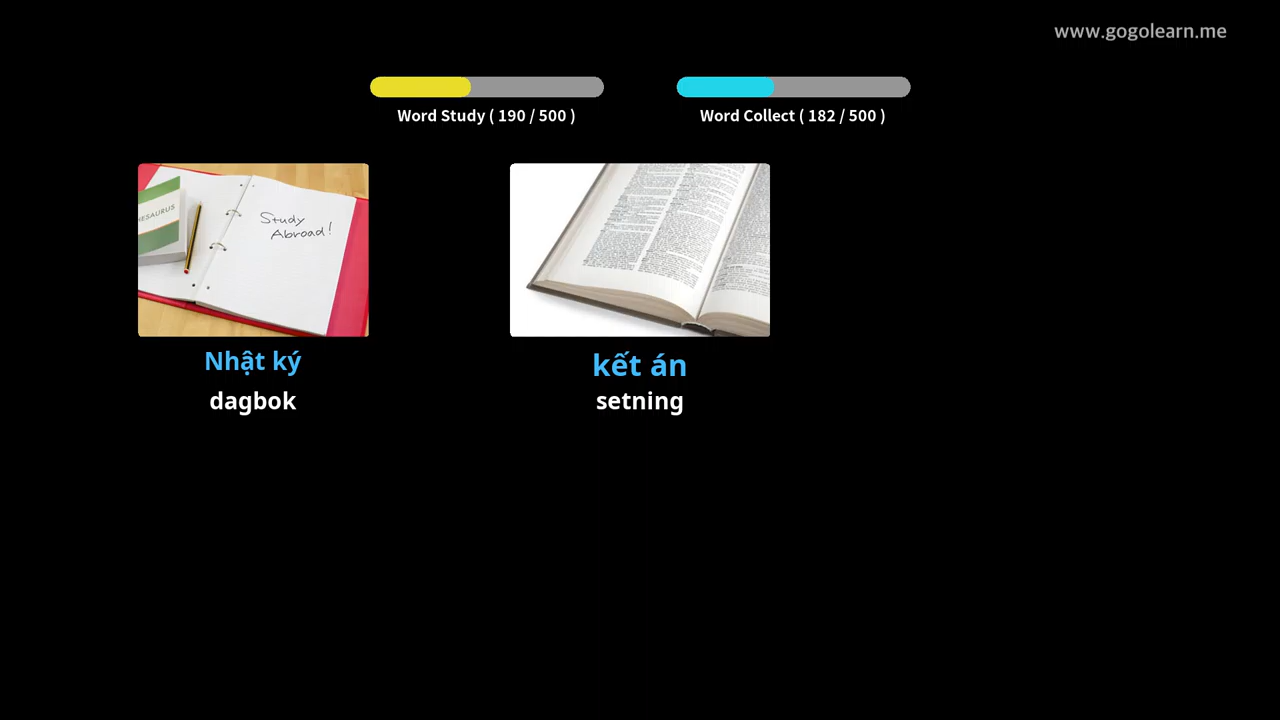 www.gogolearn.me
Word Study ( 190 / 500 )
Word Collect ( 182 / 500 )
HESAURUS
Study
Abroad!
Nhật ký
kết án
dagbok
setning